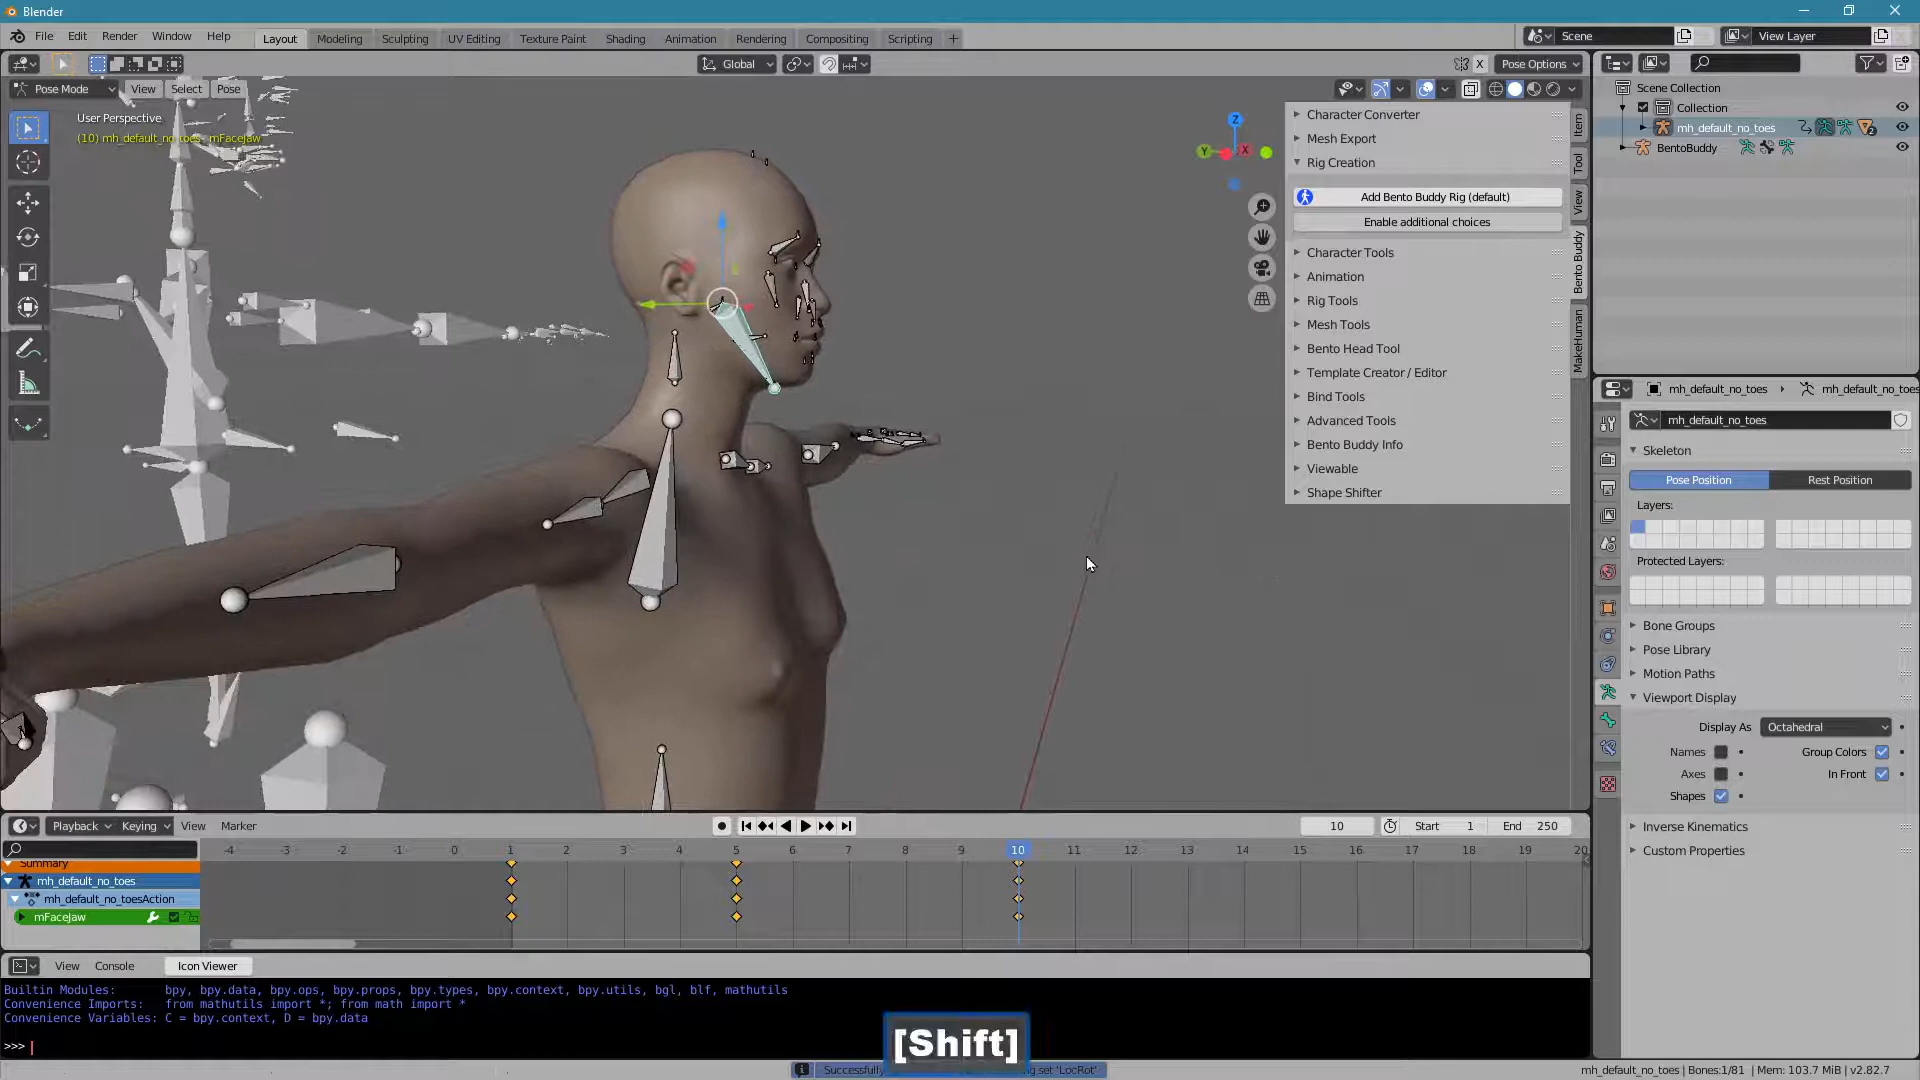 Blender
File Edit Render Window Help Layout Modeling Sculpting UV Editing Texture Paint Shading Animation Rendering Compositing Scripting + Scene View Layer
Global X Pose Options
Pose Mode View Select Pose
User Perspective
(10) mh_default_no_toes : mFaceJaw
Z
Y X
Character Converter
Mesh Export
Rig Creation
Add Bento Buddy Rig (default)
Enable additional choices
Character Tools
Animation
Rig Tools
Mesh Tools
Bento Head Tool
Template Creator / Editor
Bind Tools
Advanced Tools
Bento Buddy Info
Viewable
Shape Shifter
Item
Tool
View
Bento Buddy
MakeHuman
Scene Collection
Collection
mh_default_no_toes 2
BentoBuddy
mh_default_no_toes mh_default_no_toes
mh_default_no_toes
Skeleton
Pose Position Rest Position
Layers:
Protected Layers:
Bone Groups
Pose Library
Motion Paths
Viewport Display
Display As Octahedral
Names Group Colors
Axes In Front
Shapes
Inverse Kinematics
Custom Properties
Playback Keying View Marker 10 Start 1 End 250
-4 -3 -2 -1 0 1 2 3 4 5 6 7 8 9 10 11 12 13 14 15 16 17 18 19 20
Summary
mh_default_no_toes
mh_default_no_toesAction
mFaceJaw
View Console Icon Viewer
Builtin Modules: bpy, bpy.data, bpy.ops, bpy.props, bpy.types, bpy.context, bpy.utils, bgl, blf, mathutils
Convenience Imports: from mathutils import *; from math import *
Convenience Variables: C = bpy.context, D = bpy.data
>>>
[Shift]
Successfully set 'LocRot'
mh_default_no_toes | Bones:1/81 | Mem: 103.7 MiB | v2.82.7